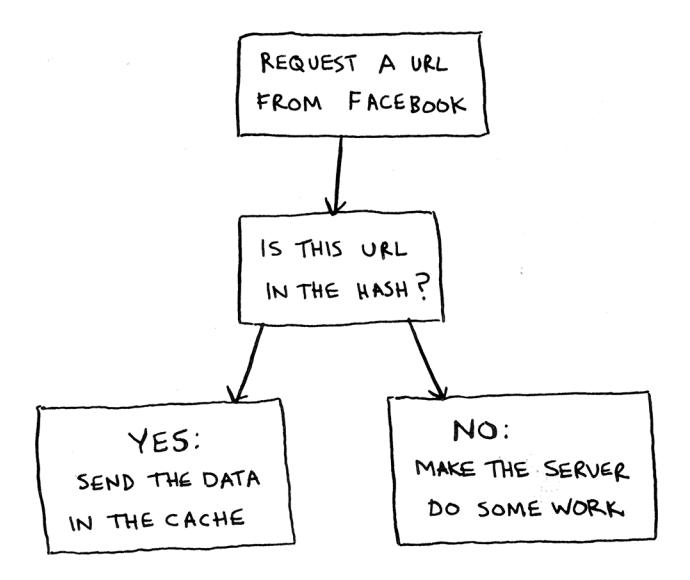 REQUEST A URL
FROM FACEBOOK
IS THIS URL
IN THE HASH?
YES:
SEND THE DATA
IN THE CACHE
NO:
MAKE THE SERVER
DO SOME WORK